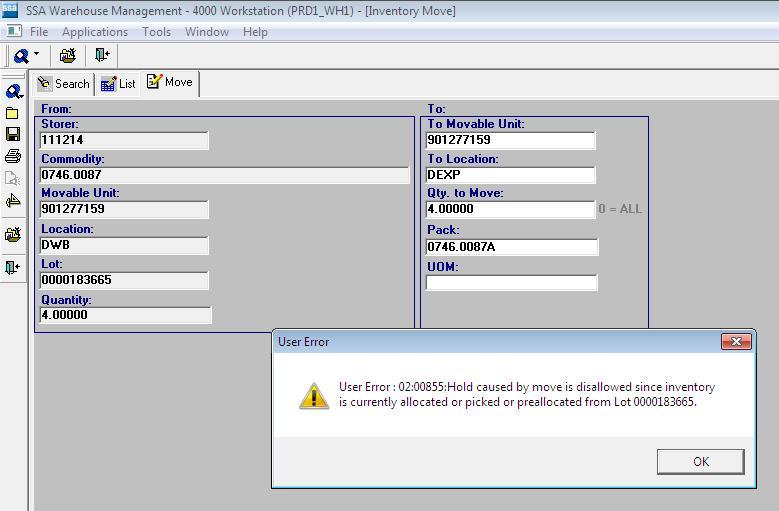 SSA Warehouse Management - 4000 Workstation (PRD1_WH1) - [Inventory Move]
File Applications Tools Window Help
Search List Move
From: To:
Storer: To Movable Unit:
111214 901277159
Commodity: To Location:
0746.0087 DEXP
Movable Unit: Qty. to Move:
901277159 4.00000 0 = ALL
Location: Pack:
DWB 0746.0087A
Lot: UOM:
0000183665
Quantity:
4.00000
User Error
User Error : 02:00855:Hold caused by move is disallowed since inventory
is currently allocated or picked or preallocated from Lot 0000183665.
OK